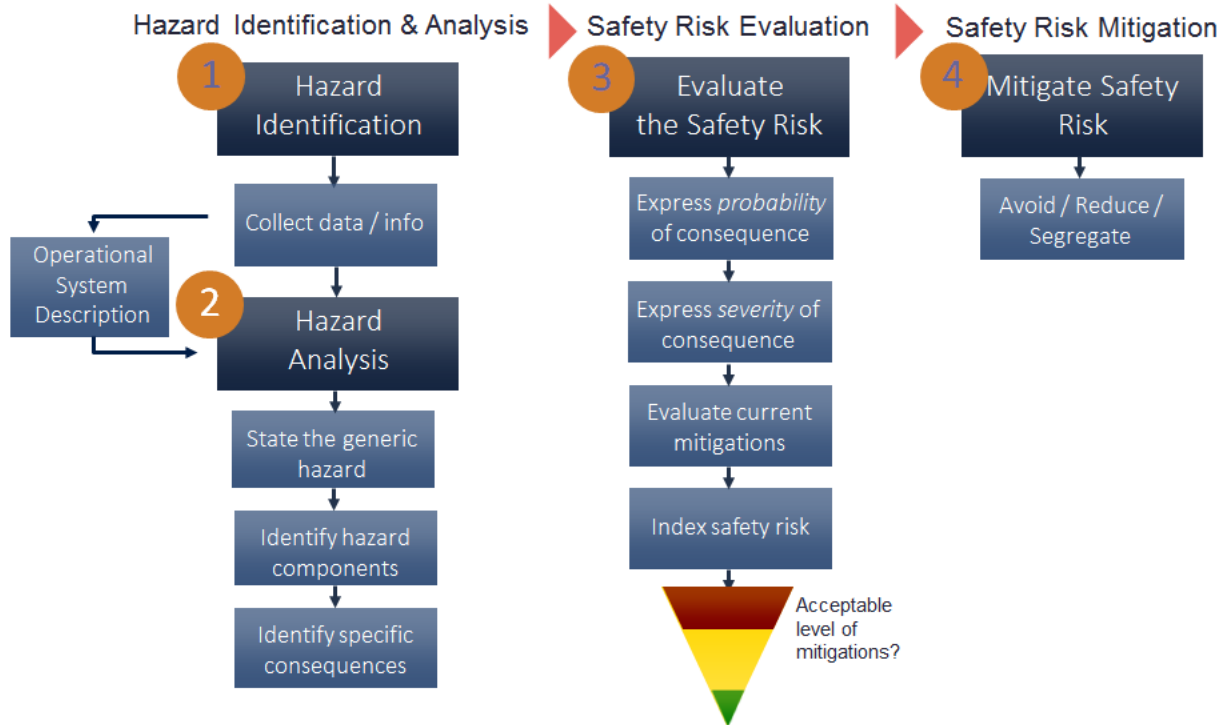 Hazard Identification & Analysis
1
Hazard
Identification
Collect data / info
Operational
System
Description
2
Hazard
Analysis
State the generic
hazard
Identify hazard
components
Identify specific
consequences
Safety Risk Evaluation
3
Evaluate
the Safety Risk
Express probability
of consequence
Express severity of
consequence
Evaluate current
mitigations
Index safety risk
Acceptable
level of
mitigations?
Safety Risk Mitigation
4
Mitigate Safety
Risk
Avoid / Reduce /
Segregate